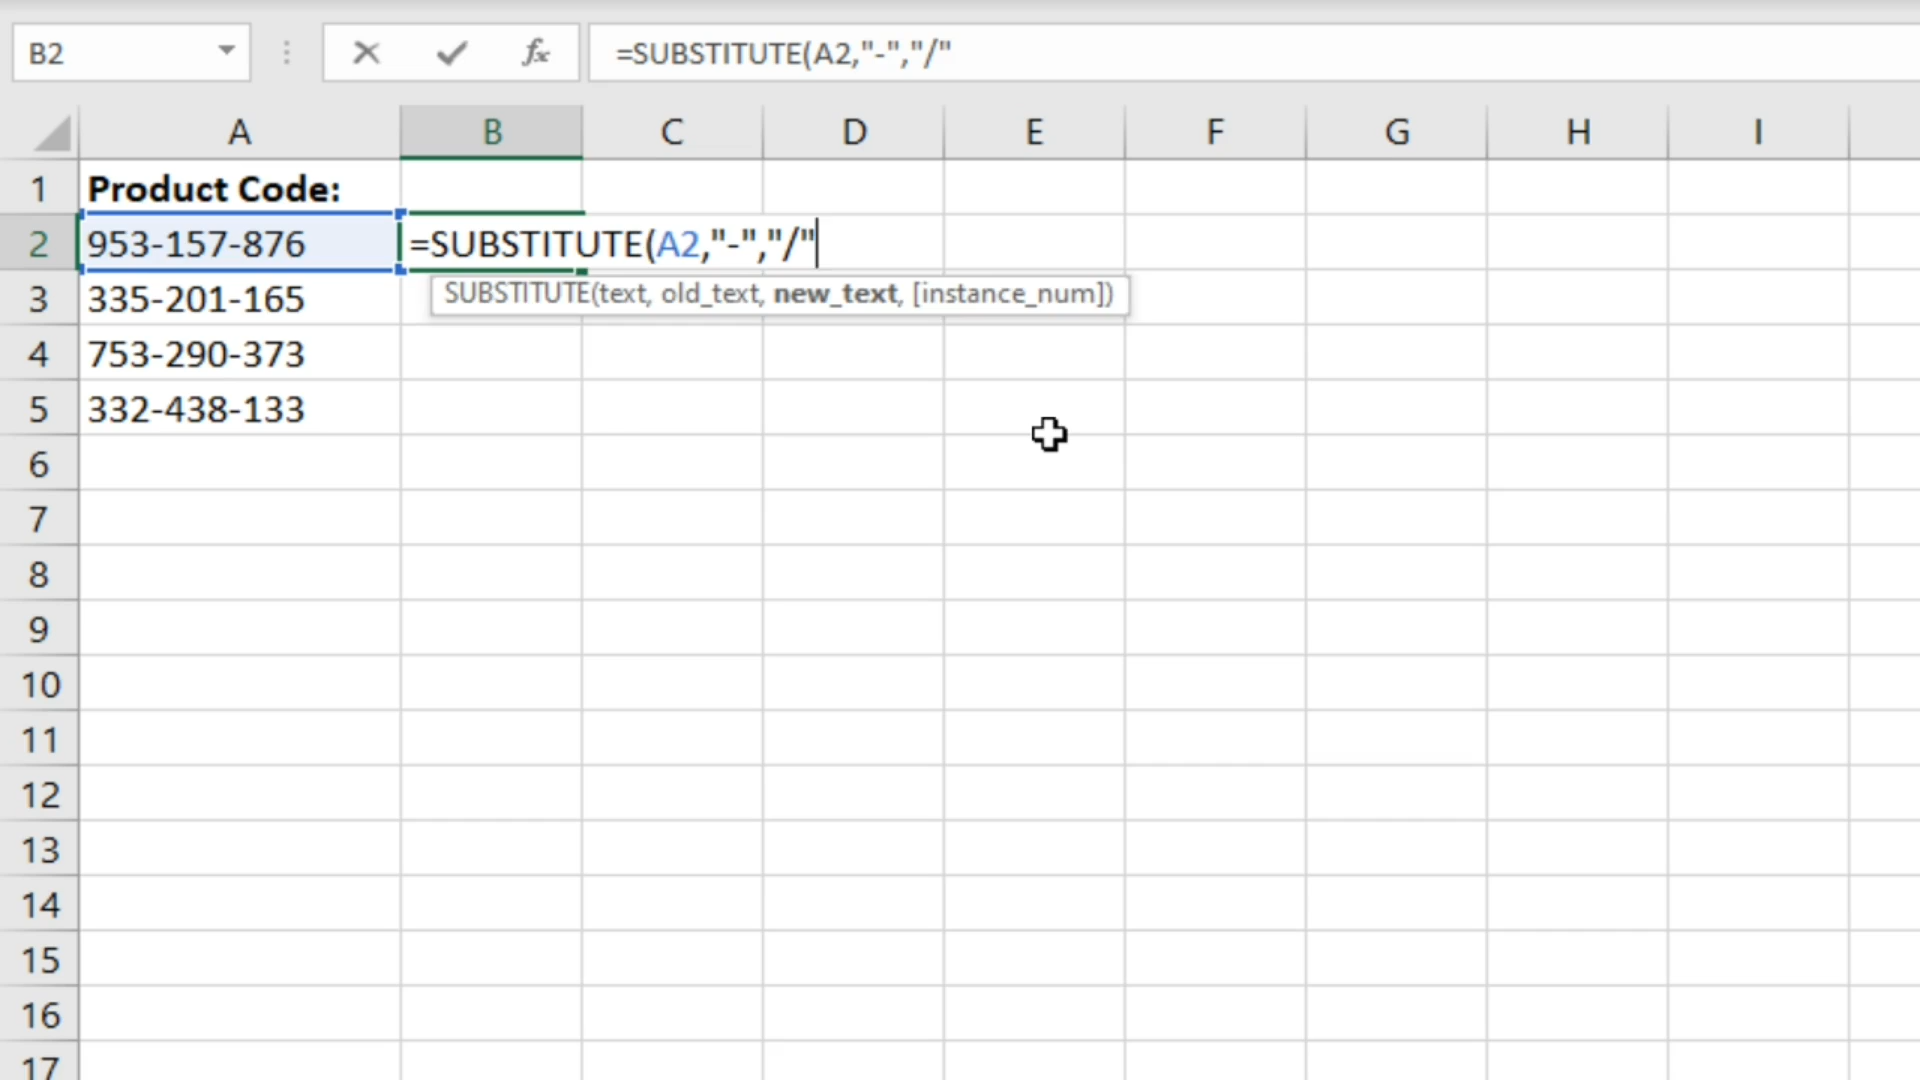 B2
fx
=SUBSTITUTE(A2,"-","/"
A B C D E F G H I
1 Product Code:
2 953-157-876 =SUBSTITUTE(A2,"-","/"
SUBSTITUTE(text, old_text, new_text, [instance_num])
3 335-201-165
4 753-290-373
5 332-438-133
6
7
8
9
10
11
12
13
14
15
16
17